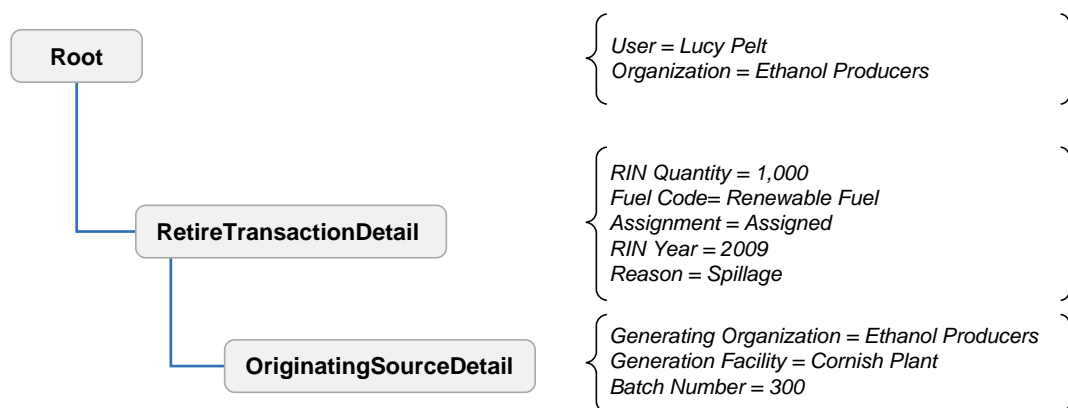 Root
User = Lucy Pelt
Organization = Ethanol Producers
RetireTransactionDetail
RIN Quantity = 1,000
Fuel Code= Renewable Fuel
Assignment = Assigned
RIN Year = 2009
Reason = Spillage
OriginatingSourceDetail
Generating Organization = Ethanol Producers
Generation Facility = Cornish Plant
Batch Number = 300